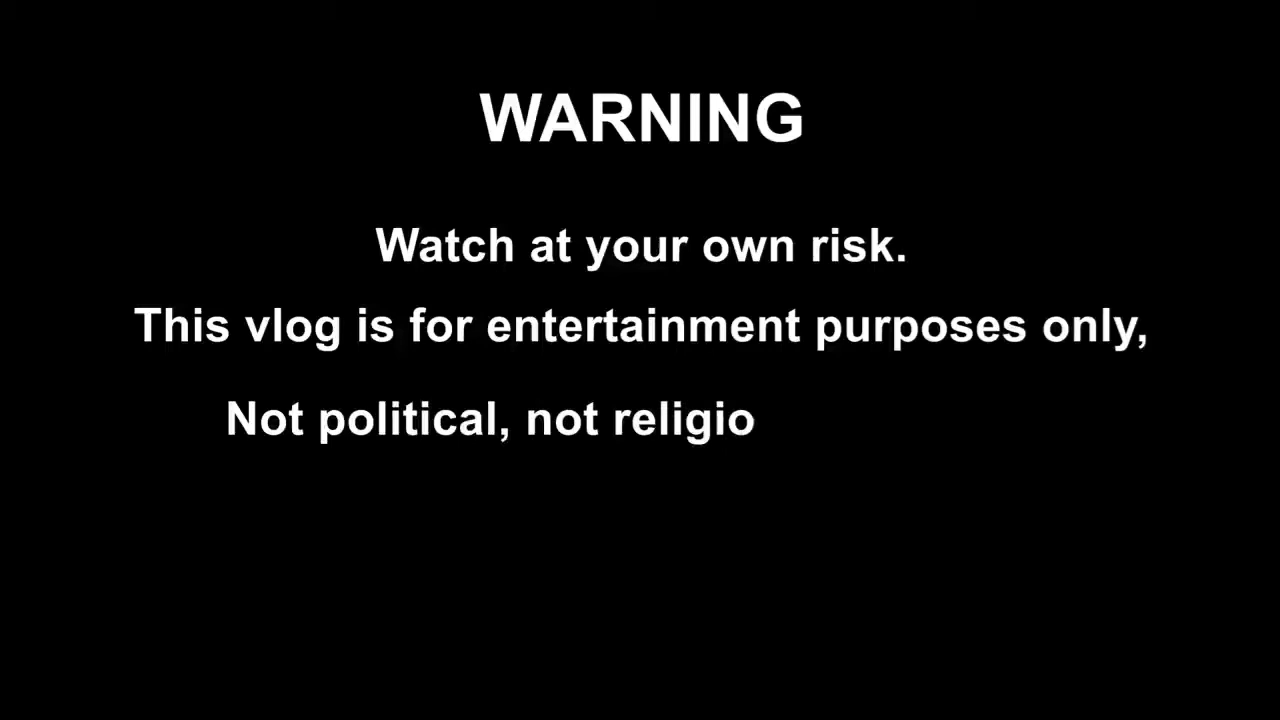 WARNING
Watch at your own risk.
This vlog is for entertainment purposes only,
Not political, not religio